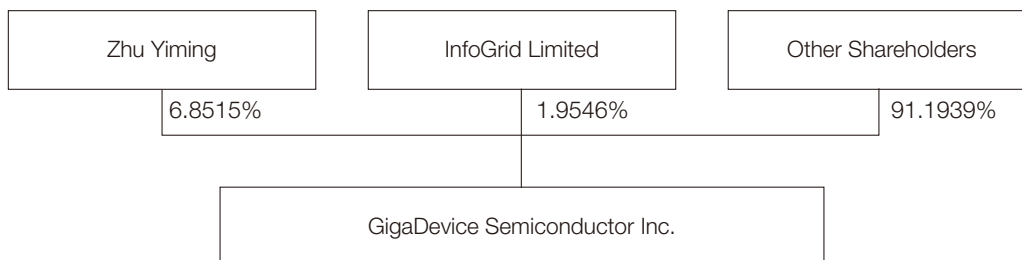 Zhu Yiming
InfoGrid Limited
Other Shareholders
6.8515%
1.9546%
91.1939%
GigaDevice Semiconductor Inc.